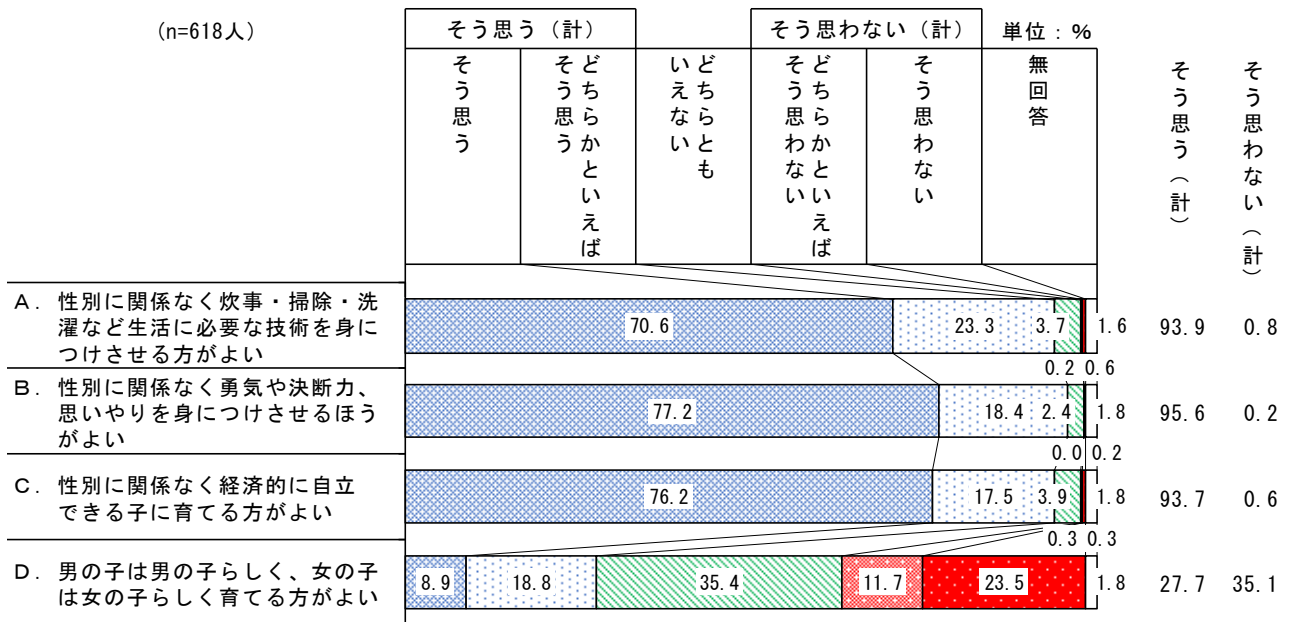 (n=618人)
そう思う（計）
そう思わない（計）
単位：％
そう思う
どちらかといえば
そう思う
どちらとも
いえない
どちらかといえば
そう思わない
そう思わない
無回答
そう思う（計）
そう思わない（計）
Ａ．性別に関係なく炊事・掃除・洗
濯など生活に必要な技術を身に
つけさせる方がよい
70.6 23.3 3.7 1.6 93.9 0.8
0.2 0.6
Ｂ．性別に関係なく勇気や決断力、
思いやりを身につけさせるほう
がよい
77.2 18.4 2.4 1.8 95.6 0.2
0.0 0.2
Ｃ．性別に関係なく経済的に自立
できる子に育てる方がよい
76.2 17.5 3.9 1.8 93.7 0.6
0.3 0.3
Ｄ．男の子は男の子らしく、女の子
は女の子らしく育てる方がよい
8.9 18.8 35.4 11.7 23.5 1.8 27.7 35.1